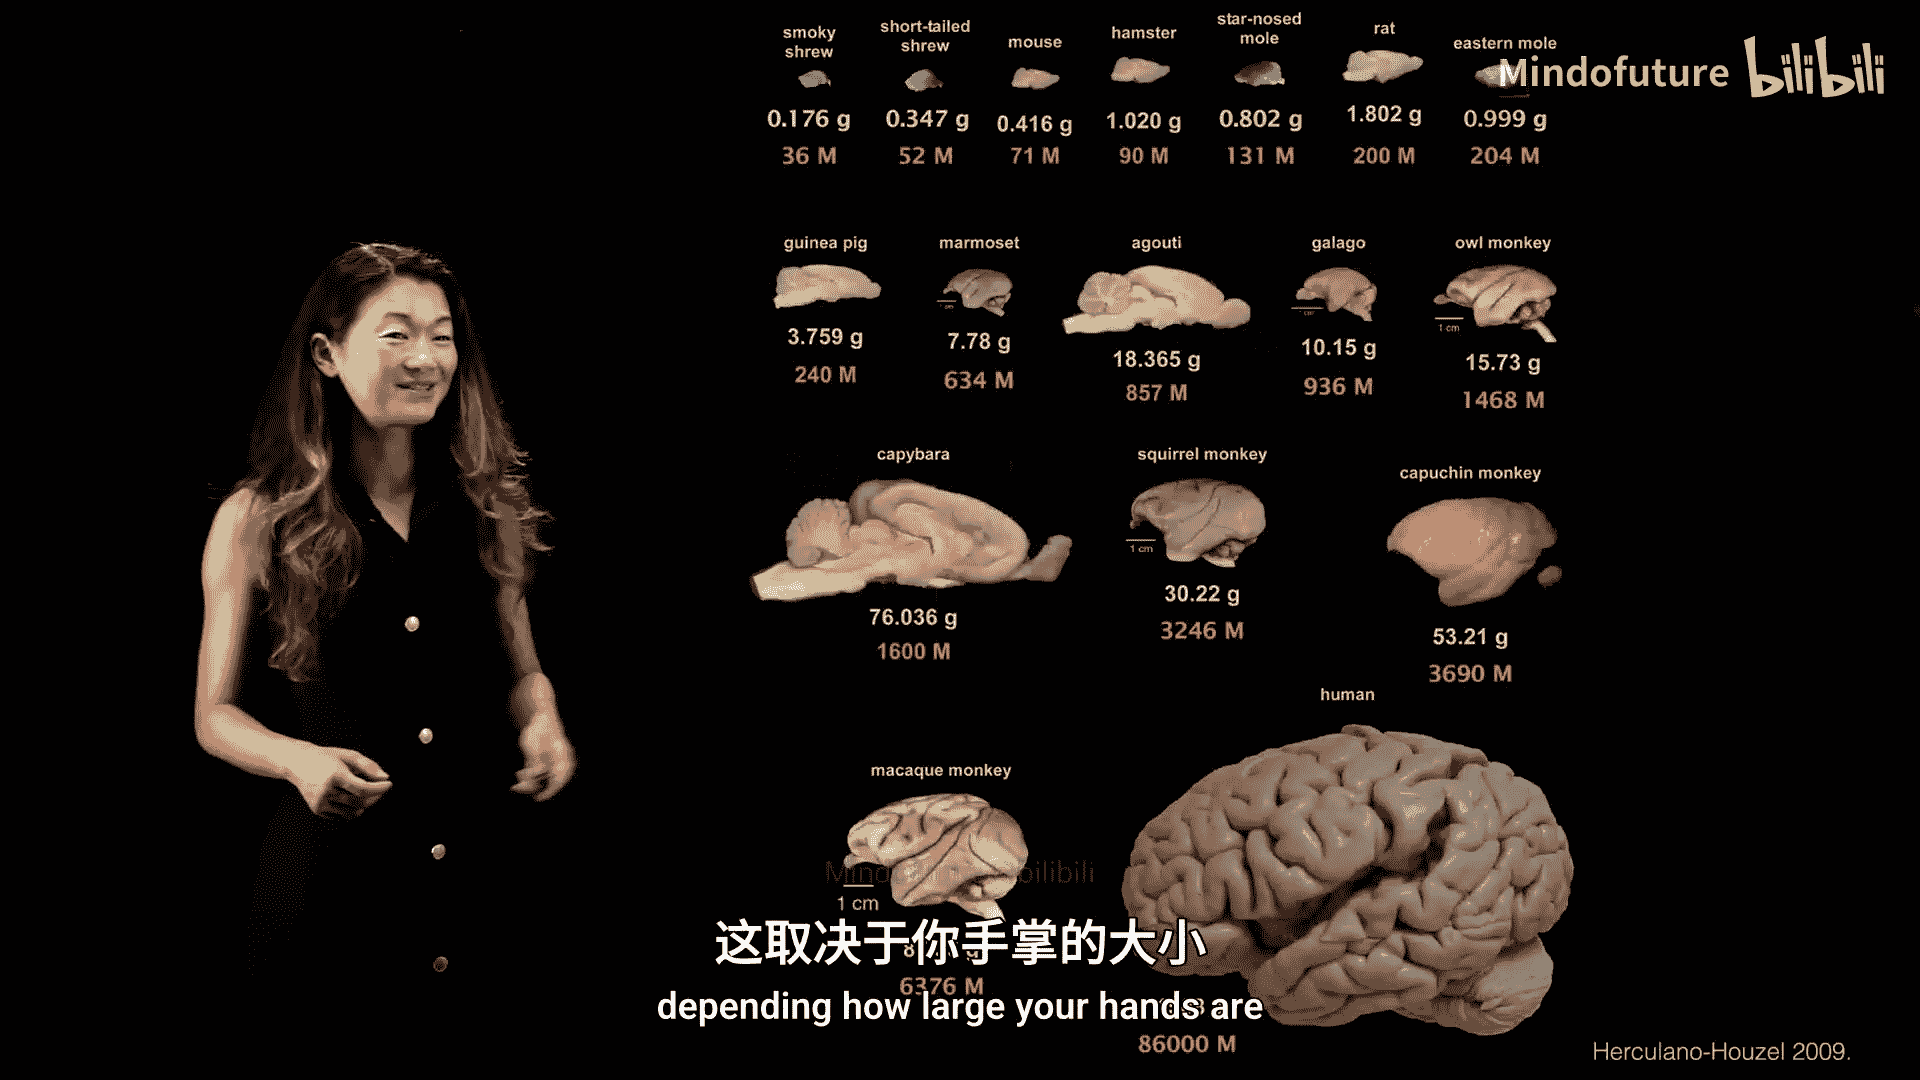 smoky
shrew
short-tailed
shrew
mouse
hamster
star-nosed
mole
rat
eastern mole
Mindofuture bilibili
0.176 g
0.347 g
0.416 g
1.020 g
0.802 g
1.802 g
0.999 g
36 M
52 M
71 M
90 M
131 M
200 M
204 M
guinea pig
marmoset
agouti
galago
owl monkey
1 cm
3.759 g
7.78 g
18.365 g
10.15 g
15.73 g
240 M
634 M
857 M
936 M
1468 M
capybara
squirrel monkey
capuchin monkey
1 cm
76.036 g
30.22 g
53.21 g
1600 M
3246 M
3690 M
human
macaque monkey
1 cm
这取决于你手掌的大小
6376 M
depending how large your hands are
86000 M
Herculano-Houzel 2009.